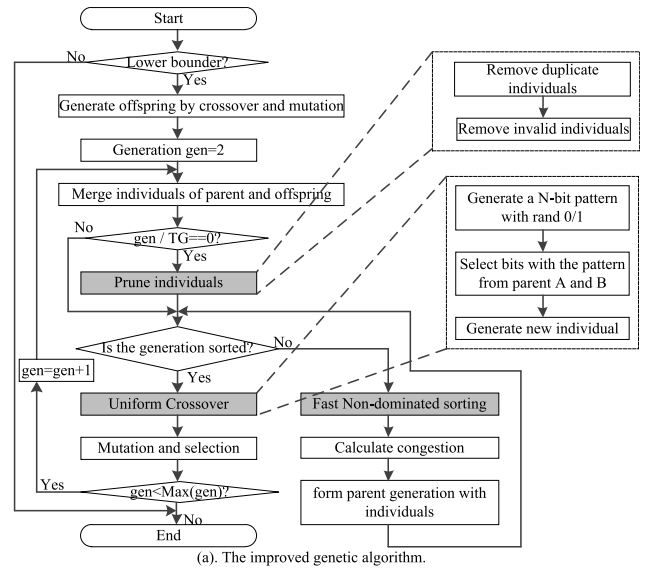 Start
No
Lower bounder?
Yes
Generate offspring by crossover and mutation
Generation gen=2
Merge individuals of parent and offspring
No
gen / TG==0?
Yes
Prune individuals
Is the generation sorted?
No
gen=gen+1
Yes
Uniform Crossover
Mutation and selection
Yes
gen<Max(gen)?
No
End
Fast Non-dominated sorting
Calculate congestion
form parent generation with
individuals
Remove duplicate
individuals
Remove invalid individuals
Generate a N-bit pattern
with rand 0/1
Select bits with the pattern
from parent A and B
Generate new individual
(a). The improved genetic algorithm.